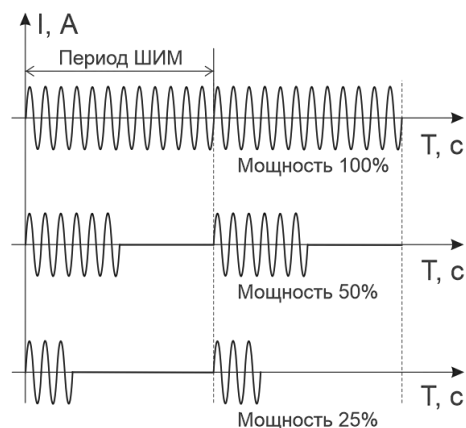 I, А
Период ШИМ
Т, с
Мощность 100%
Т, с
Мощность 50%
Т, с
Мощность 25%